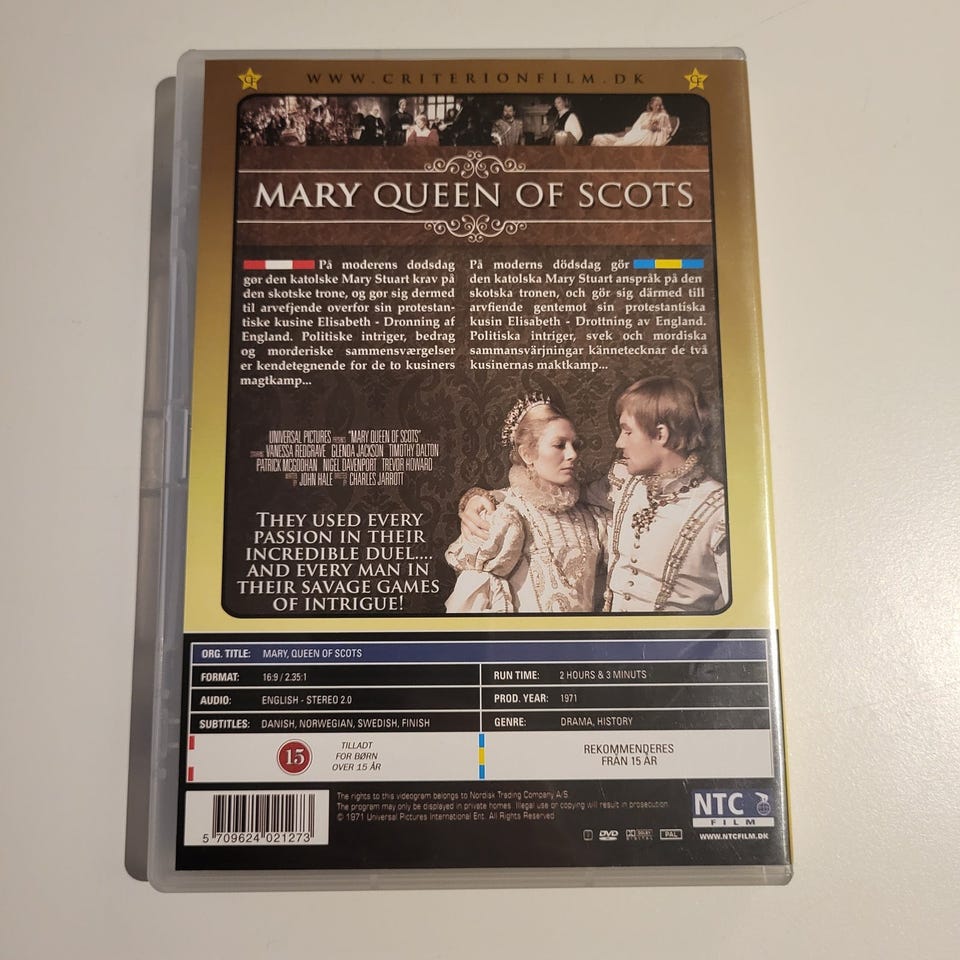 WWW.CRITERIONFILM.DK
MARY QUEEN OF SCOTS
På moderens dødsdag
gør den katolske Mary Stuart krav på
den skotske trone, og gør sig dermed
til arvefjende overfor sin protestan-
tiske kusine Elisabeth - Dronning af
England. Politiske intriger, bedrag
og morderiske sammensværgelser
er kendetegnende for de to kusiners
magtkamp...
På moderns dödsdag gör
den katolska Mary Stuart anspråk på den
skotska tronen, och gör sig därmed till
arvfiende gentemot sin protestantiska
kusin Elisabeth - Drottning av England.
Politiska intriger, svek och mordiska
sammansvärjningar kännetecknar de två
kusinernas maktkamp...
UNIVERSAL PICTURES PRESENTS "MARY QUEEN OF SCOTS"
STARRING VANESSA REDGRAVE GLENDA JACKSON TIMOTHY DALTON
PATRICK MCGOOHAN NIGEL DAVENPORT TREVOR HOWARD
WRITTEN BY JOHN HALE DIRECTED BY CHARLES JARROTT
THEY USED EVERY
PASSION IN THEIR
INCREDIBLE DUEL....
AND EVERY MAN IN
THEIR SAVAGE GAMES
OF INTRIGUE!
ORG. TITLE: MARY, QUEEN OF SCOTS
FORMAT: 16:9 / 2.35:1
RUN TIME: 2 HOURS & 3 MINUTS
AUDIO: ENGLISH - STEREO 2.0
PROD. YEAR: 1971
SUBTITLES: DANISH, NORWEGIAN, SWEDISH, FINISH
GENRE: DRAMA, HISTORY
15
TILLADT
FOR BØRN
OVER 15 ÅR
REKOMMENDERES
FRÅN 15 ÅR
The rights to this videogram belongs to Nordisk Trading Company A/S.
The program may only be displayed in private homes. Illegal use or copying will result in prosecution.
© 1971 Universal Pictures International Ent. All Rights Reserved
5 709624 021273
DVD
DOLBY
DIGITAL
PAL
NTC
FILM
WWW.NTCFILM.DK